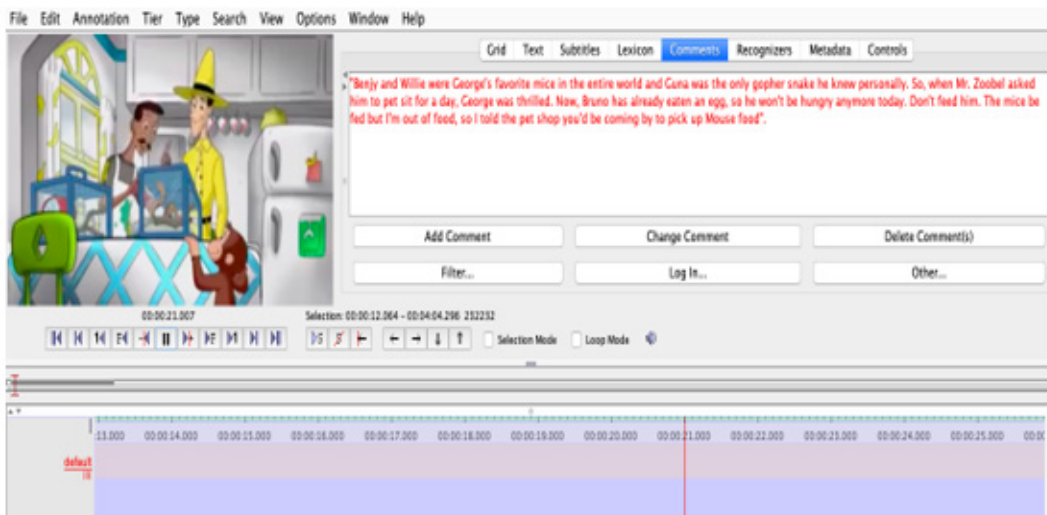 File Edit Annotation Tier Type Search View Options Window Help
Grid Text Subtitles Lexicon Comments Recognizers Metadata Controls
"Benjy and Willie were George's favorite mice in the entire world and Guna was the only gopher snake he knew personally. So, when Mr. Zoobel asked
him to pet sit for a day, George was thrilled. Now, Bruno has already eaten an egg, so he won't be hungry anymore today. Don't feed him. The mice be
fed but I'm out of food, so I told the pet shop you'd be coming by to pick up Mouse food".
Add Comment Change Comment Delete Comment(s)
Filter... Log In... Other...
00:00:21.007 Selection: 00:00:12.064 - 00:04:04.296 232232
Selection Mode Loop Mode
:13.000 00:00:14.000 00:00:15.000 00:00:16.000 00:00:17.000 00:00:18.000 00:00:19.000 00:00:20.000 00:00:21.000 00:00:22.000 00:00:23.000 00:00:24.000 00:00:25.000 00:0
default